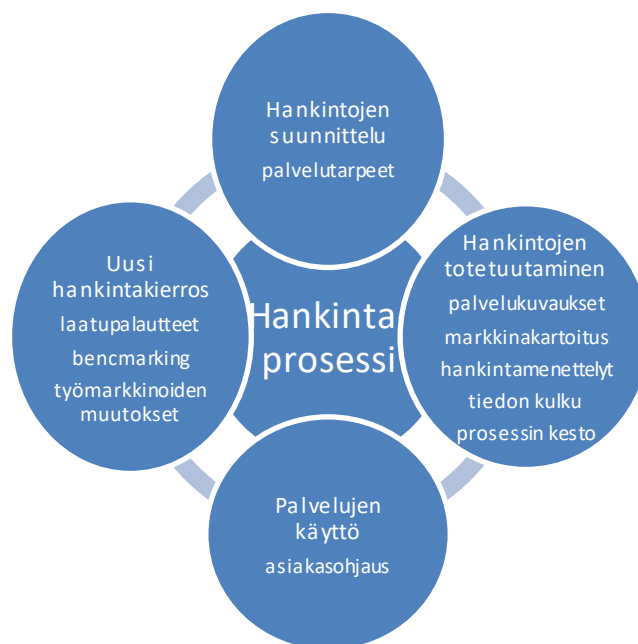 Hankintojen
suunnittelu
palvelutarpeet
Hankintojen
totetuutaminen
palvelukuvaukset
markkinakartoitus
hankintamenettelyt
tiedon kulku
prosessin kesto
Palvelujen
käyttö
asiakasohjaus
Uusi
hankintakierros
laatupalautteet
bencmarking
työmarkkinoiden
muutokset
Hankinta
prosessi